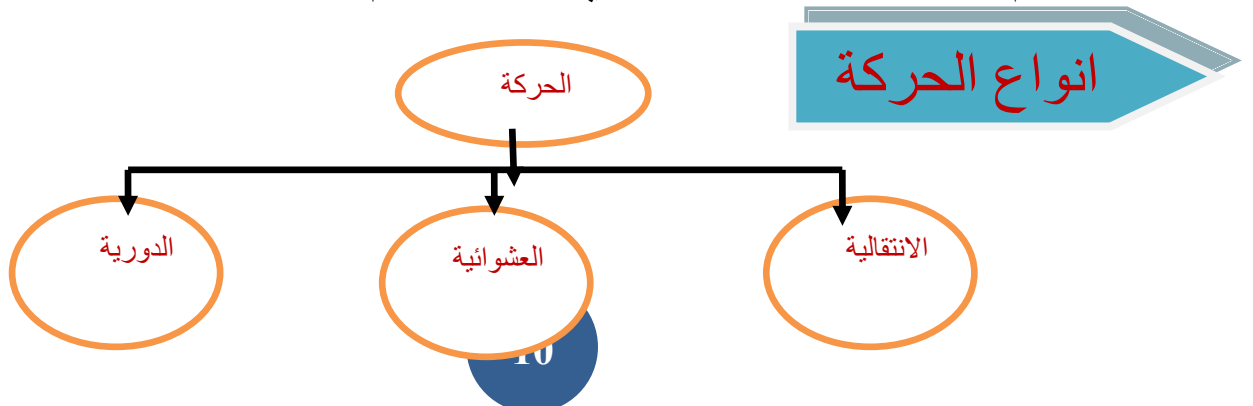 انواع الحركة
الحركة
الانتقالية
العشوائية
الدورية
10